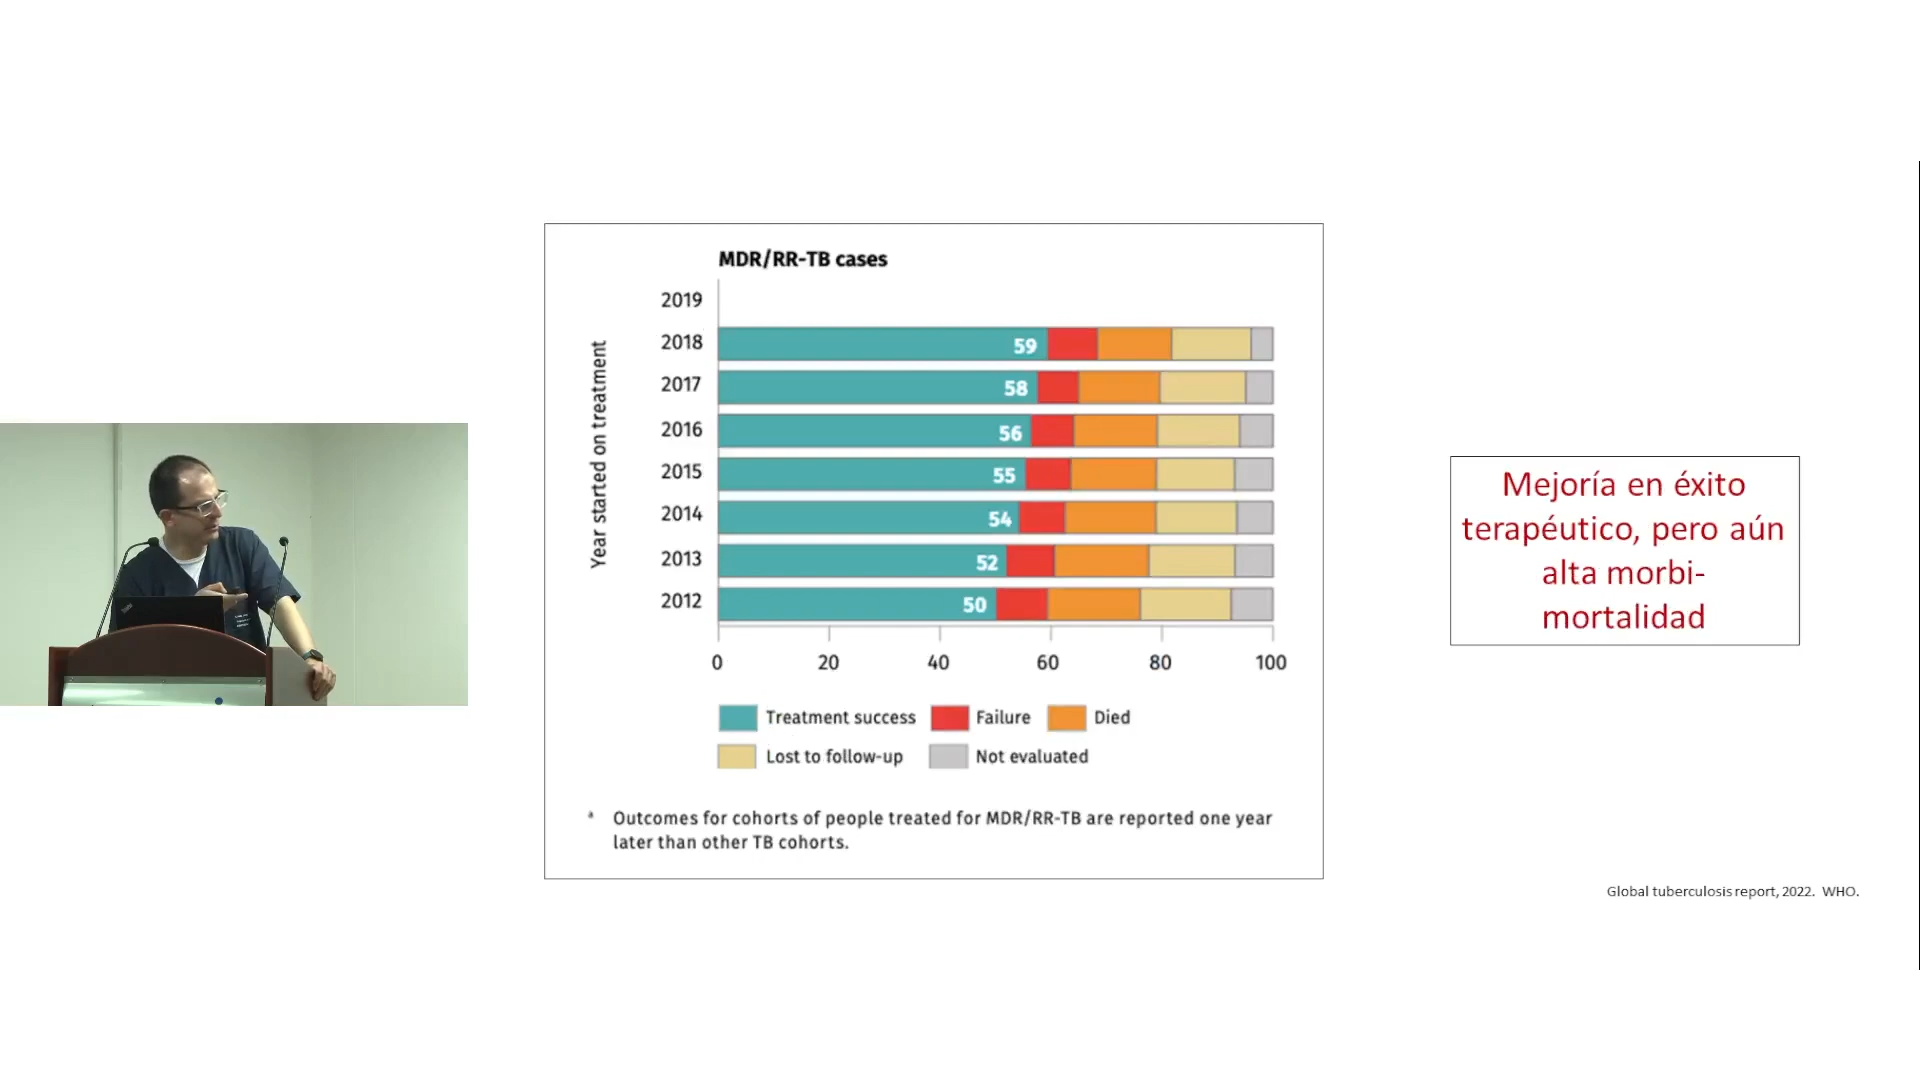 MDR/RR-TB cases
Year started on treatment
2019
2018 59
2017 58
2016 56
2015 55
2014 54
2013 52
2012 50
0 20 40 60 80 100
Treatment success Failure Died
Lost to follow-up Not evaluated
a Outcomes for cohorts of people treated for MDR/RR-TB are reported one year
later than other TB cohorts.
Mejoría en éxito
terapéutico, pero aún
alta morbi-
mortalidad
Global tuberculosis report, 2022. WHO.